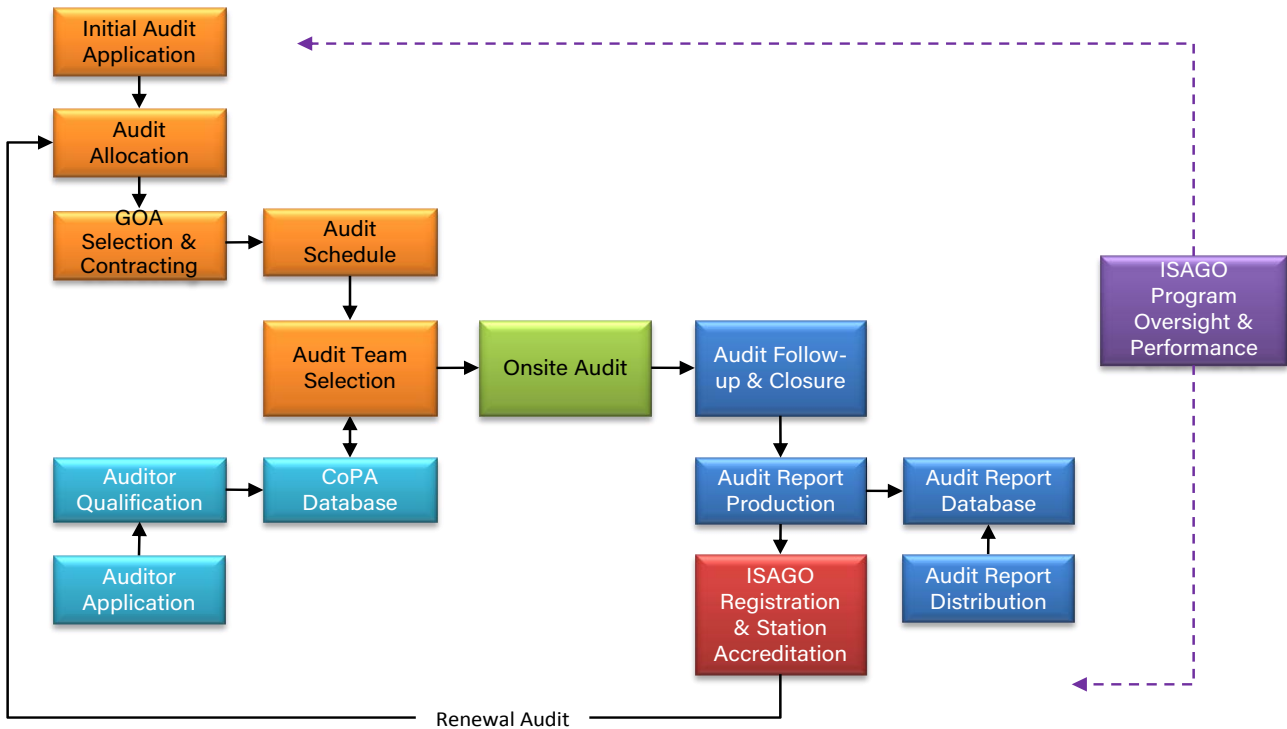 Initial Audit
Application
Audit
Allocation
GOA
Selection &
Contracting
Audit
Schedule
ISAGO
Program
Oversight &
Performance
Audit Team
Selection
Onsite Audit
Audit Follow-
up & Closure
Auditor
Qualification
CoPA
Database
Audit Report
Production
Audit Report
Database
Auditor
Application
ISAGO
Registration
& Station
Accreditation
Audit Report
Distribution
Renewal Audit